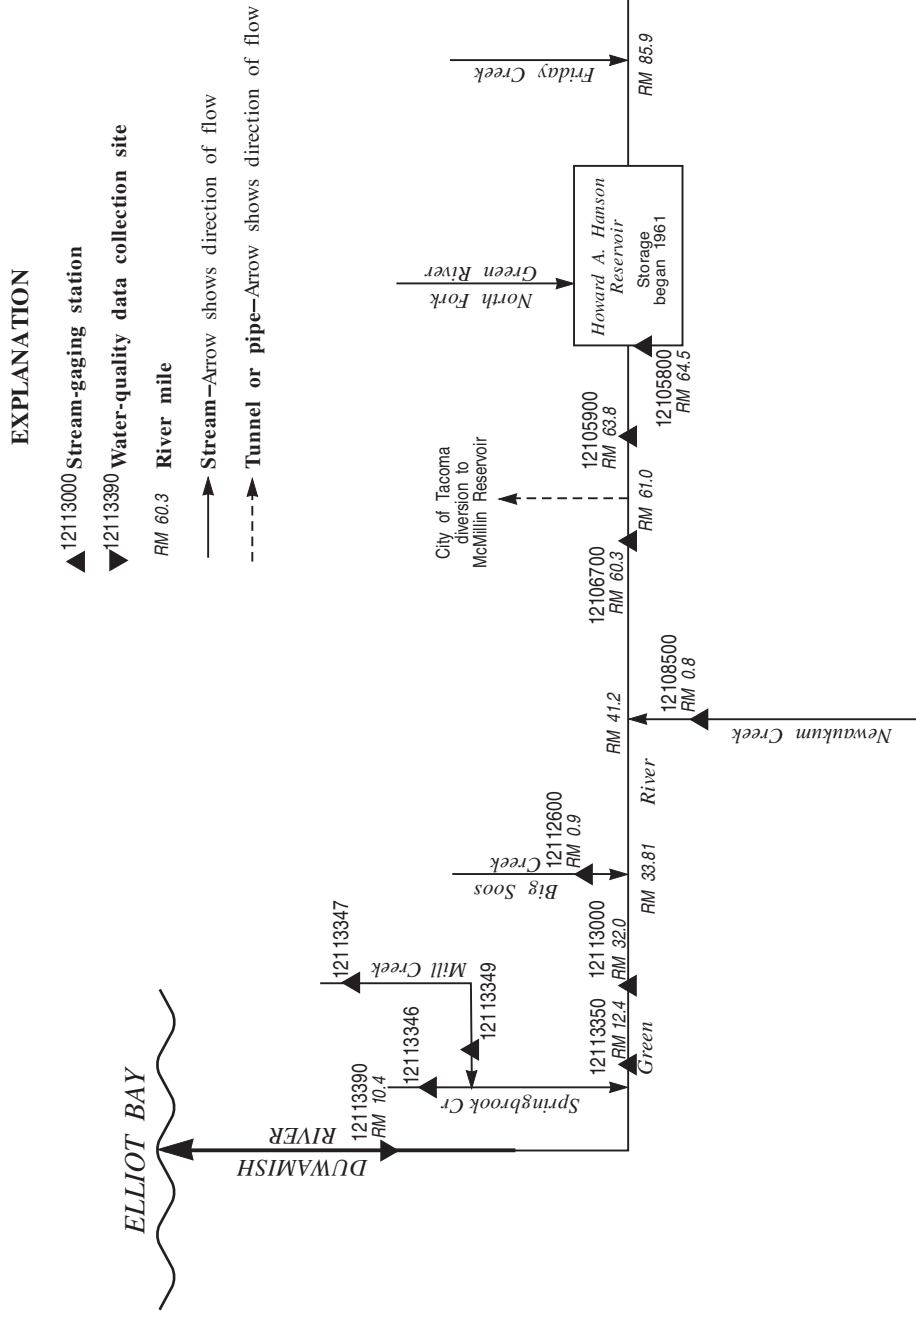 EXPLANATION
12113000 Stream-gaging station
12113390 Water-quality data collection site
RM 60.3 River mile
Stream—Arrow shows direction of flow
Tunnel or pipe—Arrow shows direction of flow
ELLIOT BAY
DUWAMISH
RIVER
12113390
RM 10.4
Springbrook Cr
12113346
12113349
Mill Creek
12113347
12113350
RM 12.4
Green
12113000
RM 32.0
Big Soos
Creek
12112600
RM 0.9
RM 33.81
River
RM 41.2
Newaukum Creek
12108500
RM 0.8
12106700
RM 60.3
City of Tacoma
diversion to
McMillin Reservoir
RM 61.0
12105900
RM 63.8
12105800
RM 64.5
North Fork
Green River
Howard A. Hanson
Reservoir
Storage
began 1961
Friday
Creek
RM 85.9